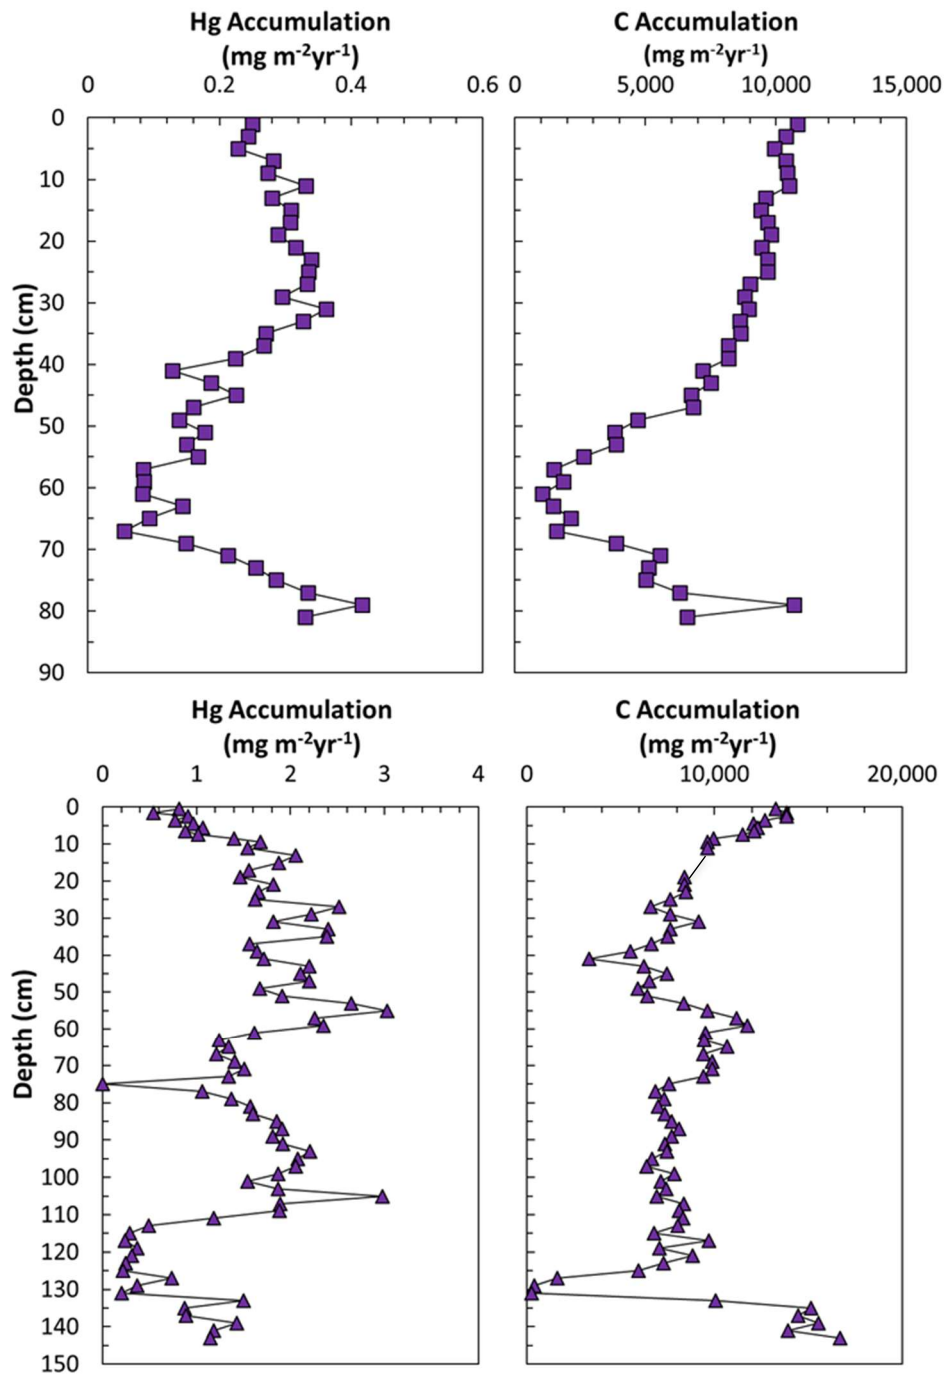 Hg Accumulation
(mg m-2yr-1)
C Accumulation
(mg m-2yr-1)
0 0.2 0.4 0.6
0 5,000 10,000 15,000
Depth (cm)
0
10
20
30
40
50
60
70
80
90
Hg Accumulation
(mg m-2yr-1)
C Accumulation
(mg m-2yr-1)
0 1 2 3 4
0 10,000 20,000
Depth (cm)
0
10
20
30
40
50
60
70
80
90
100
110
120
130
140
150